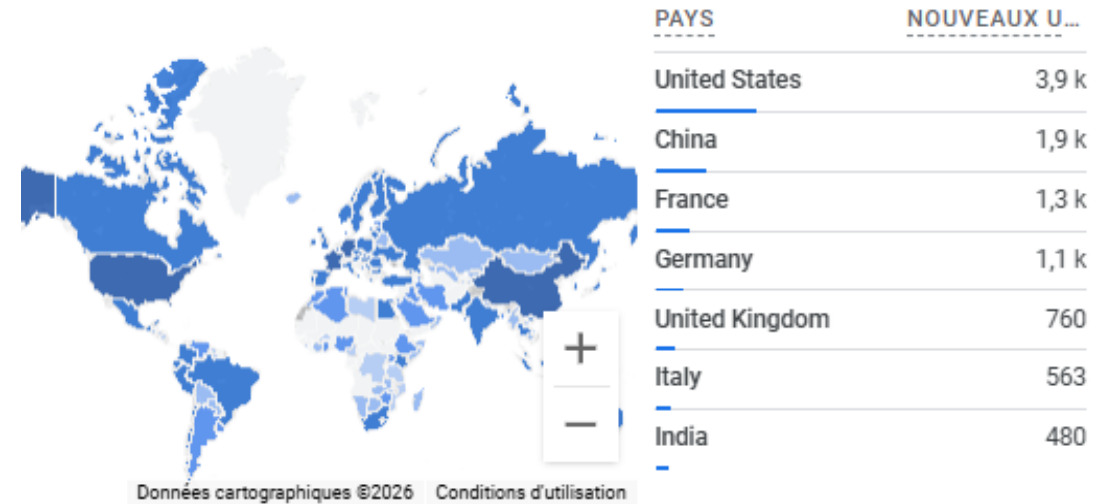 PAYS NOUVEAUX U...
United States 3,9 k
China 1,9 k
France 1,3 k
Germany 1,1 k
United Kingdom 760
Italy 563
India 480
+
−
Données cartographiques ©2026 Conditions d'utilisation